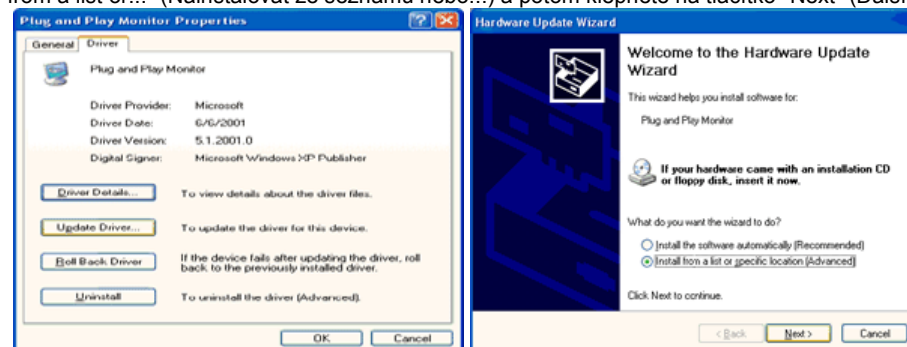 from a list or..." (Nainstalovat ze seznamu nebo...) a potom klepněte na tlačítko "Next" (Další
Plug and Play Monitor Properties
General Driver
Plug and Play Monitor
Driver Provider: Microsoft
Driver Date: 6/6/2001
Driver Version: 5.1.2001.0
Digital Signer: Microsoft Windows XP Publisher
Driver Details... To view details about the driver files.
Update Driver... To update the driver for this device.
Roll Back Driver If the device fails after updating the driver, roll
back to the previously installed driver.
Uninstall To uninstall the driver (Advanced).
OK Cancel
Hardware Update Wizard
Welcome to the Hardware Update
Wizard
This wizard helps you install software for:
Plug and Play Monitor
If your hardware came with an installation CD
or floppy disk, insert it now.
What do you want the wizard to do?
Install the software automatically (Recommended)
Install from a list or specific location (Advanced)
Click Next to continue.
< Back Next > Cancel